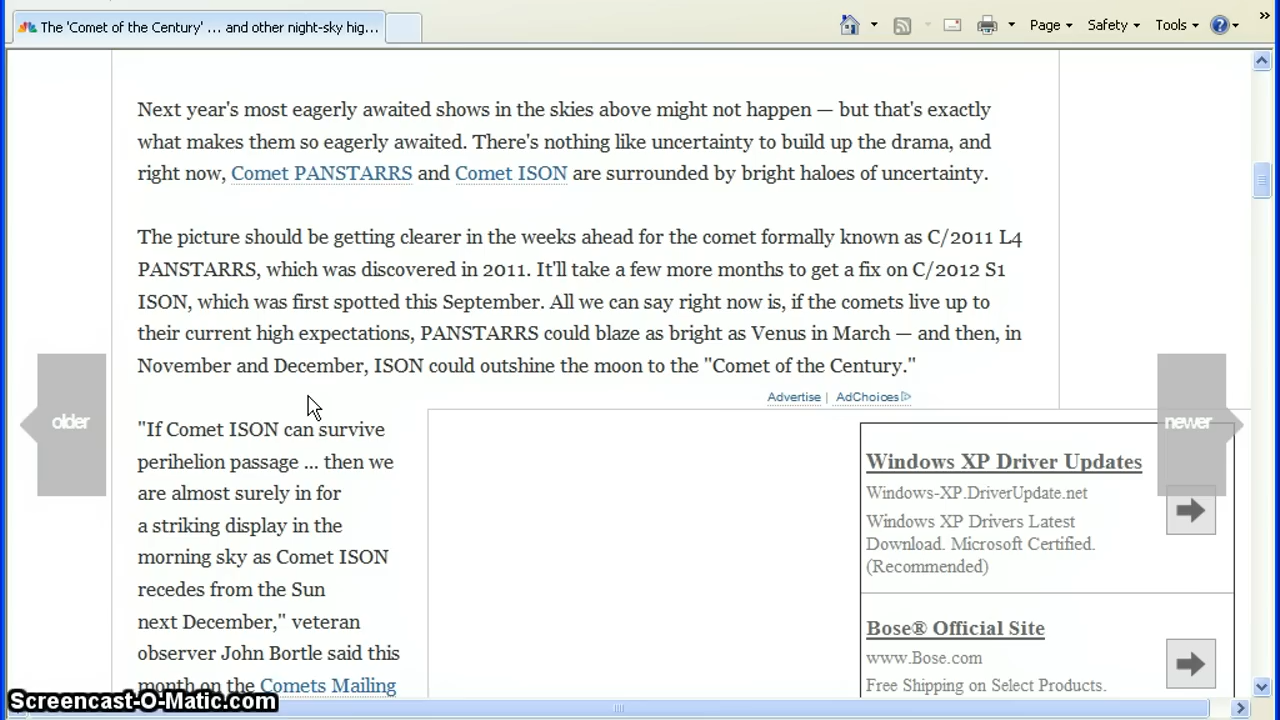 The 'Comet of the Century' ... and other night-sky hig...
Page
Safety
Tools
Next year's most eagerly awaited shows in the skies above might not happen — but that's exactly
what makes them so eagerly awaited. There's nothing like uncertainty to build up the drama, and
right now, Comet PANSTARRS and Comet ISON are surrounded by bright haloes of uncertainty.
The picture should be getting clearer in the weeks ahead for the comet formally known as C/2011 L4
PANSTARRS, which was discovered in 2011. It'll take a few more months to get a fix on C/2012 S1
ISON, which was first spotted this September. All we can say right now is, if the comets live up to
their current high expectations, PANSTARRS could blaze as bright as Venus in March — and then, in
November and December, ISON could outshine the moon to the "Comet of the Century."
Advertise | AdChoices
older
newer
"If Comet ISON can survive
perihelion passage ... then we
are almost surely in for
a striking display in the
morning sky as Comet ISON
recedes from the Sun
next December," veteran
observer John Bortle said this
month on the Comets Mailing
Windows XP Driver Updates
Windows-XP.DriverUpdate.net
Windows XP Drivers Latest
Download. Microsoft Certified.
(Recommended)
Bose® Official Site
www.Bose.com
Free Shipping on Select Products.
Screencast-O-Matic.com